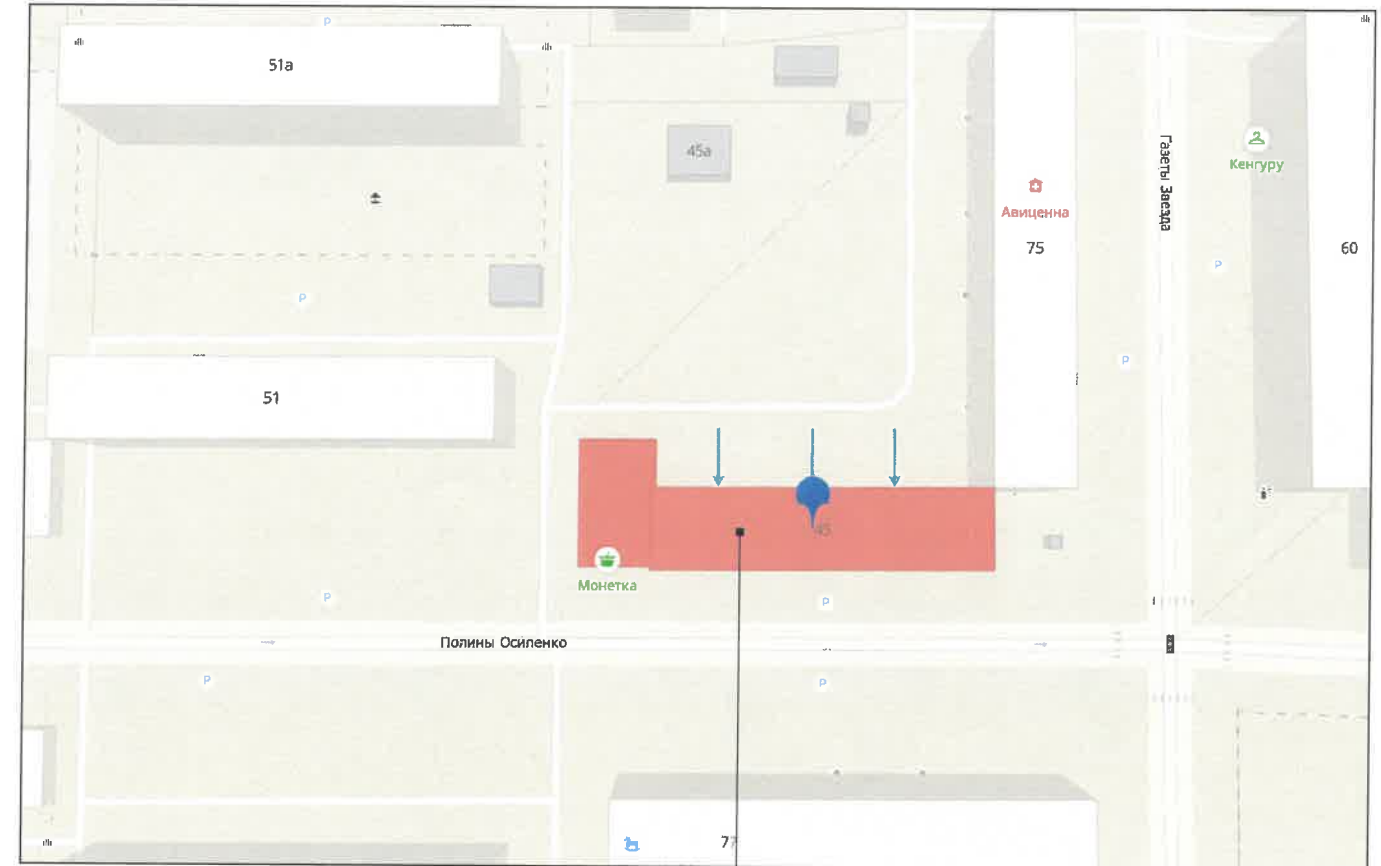 P
51а
45а
Газеты Звезда
Кенгуру
Авиценна
75
60
P
P
P
51
45
Монетка
P
P
Полины Осипенко
P
P
77